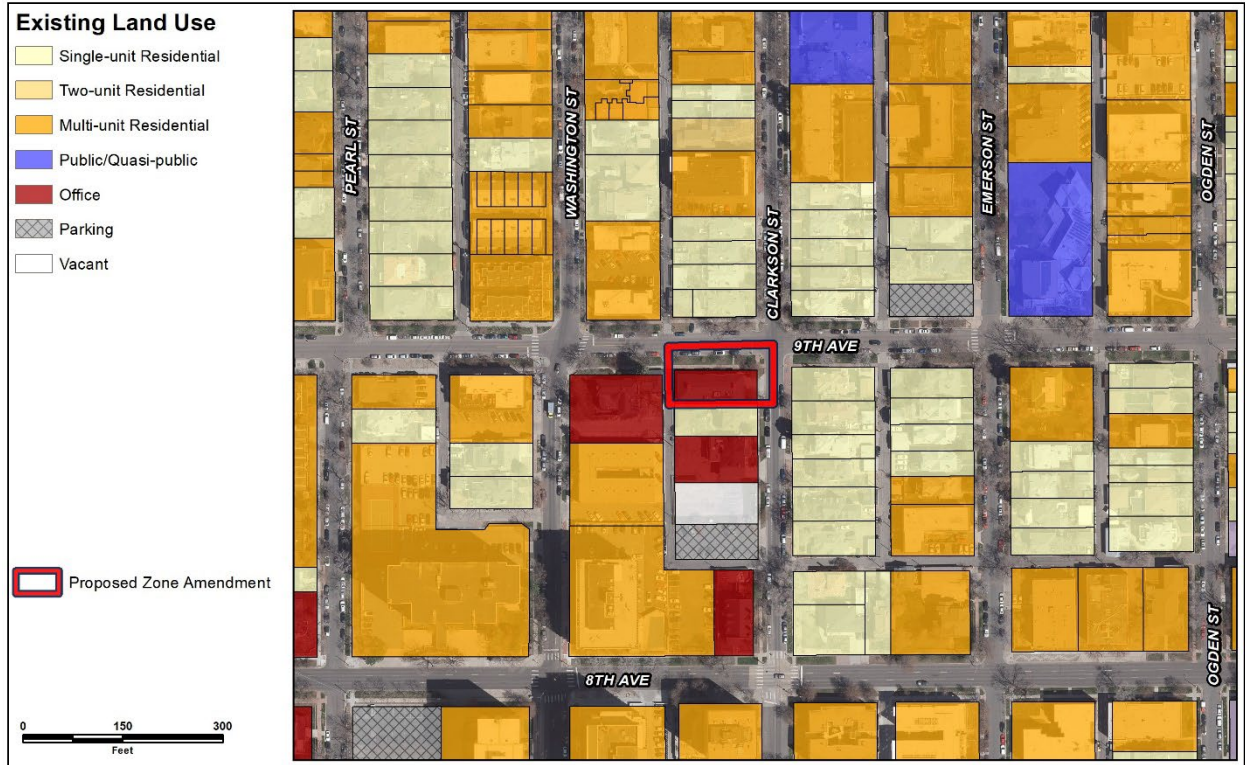 Existing Land Use
Single-unit Residential
Two-unit Residential
Multi-unit Residential
Public/Quasi-public
Office
Parking
Vacant
Proposed Zone Amendment
0 150 300
Feet
PEARL ST
WASHINGTON ST
CLARKSON ST
EMERSON ST
OGDEN ST
9TH AVE
8TH AVE
OGDEN ST